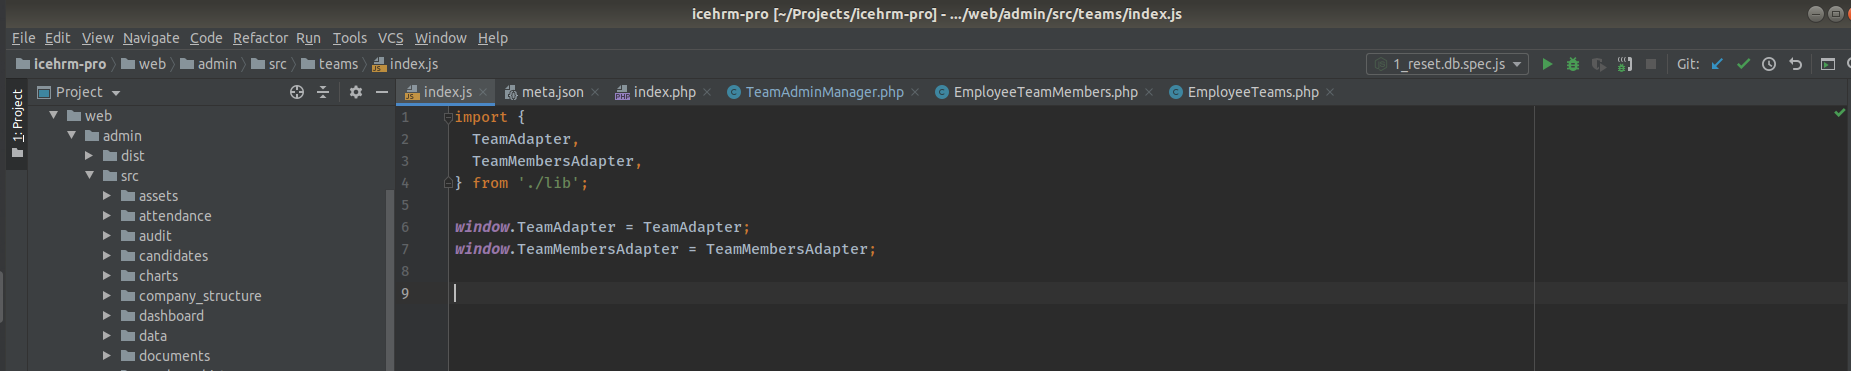 icehrm-pro [~/Projects/icehrm-pro] - .../web/admin/src/teams/index.js
File Edit View Navigate Code Refactor Run Tools VCS Window Help
icehrm-pro web admin src teams index.js 1_reset.db.spec.js Git:
1: Project
Project
index.js meta.json index.php TeamAdminManager.php EmployeeTeamMembers.php EmployeeTeams.php
web
admin
dist
src
assets
attendance
audit
candidates
charts
company_structure
dashboard
data
documents
1 import {
2 TeamAdapter,
3 TeamMembersAdapter,
4 } from './lib';
5
6 window.TeamAdapter = TeamAdapter;
7 window.TeamMembersAdapter = TeamMembersAdapter;
8
9